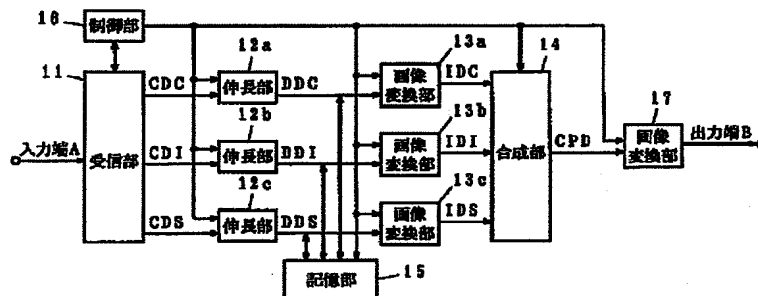 16
制御部
11
入力端A
受信部
CDC
CDI
CDS
12a
伸長部
12b
伸長部
12c
伸長部
DDC
DDI
DDS
15
記憶部
13a
画像
変換部
13b
画像
変換部
13c
画像
変換部
IDC
IDI
IDS
14
合成部
CPD
17
画像
変換部
出力端B